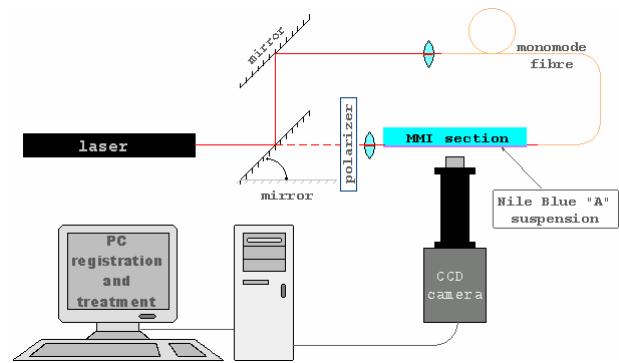 mirror
monomode
fibre
laser
polarizer
MMI section
mirror
Nile Blue "A"
suspension
PC
registration
and
treatment
CCD
camera